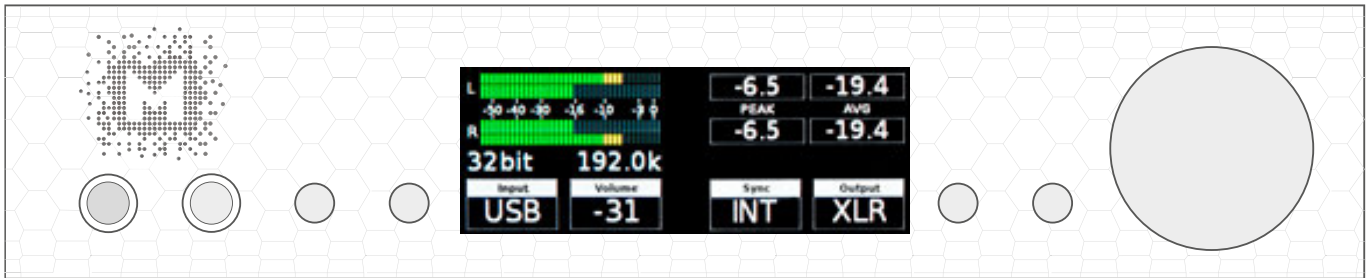 L
-6.5 -19.4
-50 -40 -30 -16 -10 -3 0
PEAK AVG
R
-6.5 -19.4
32bit 192.0k
Input Volume Sync Output
USB -31 INT XLR